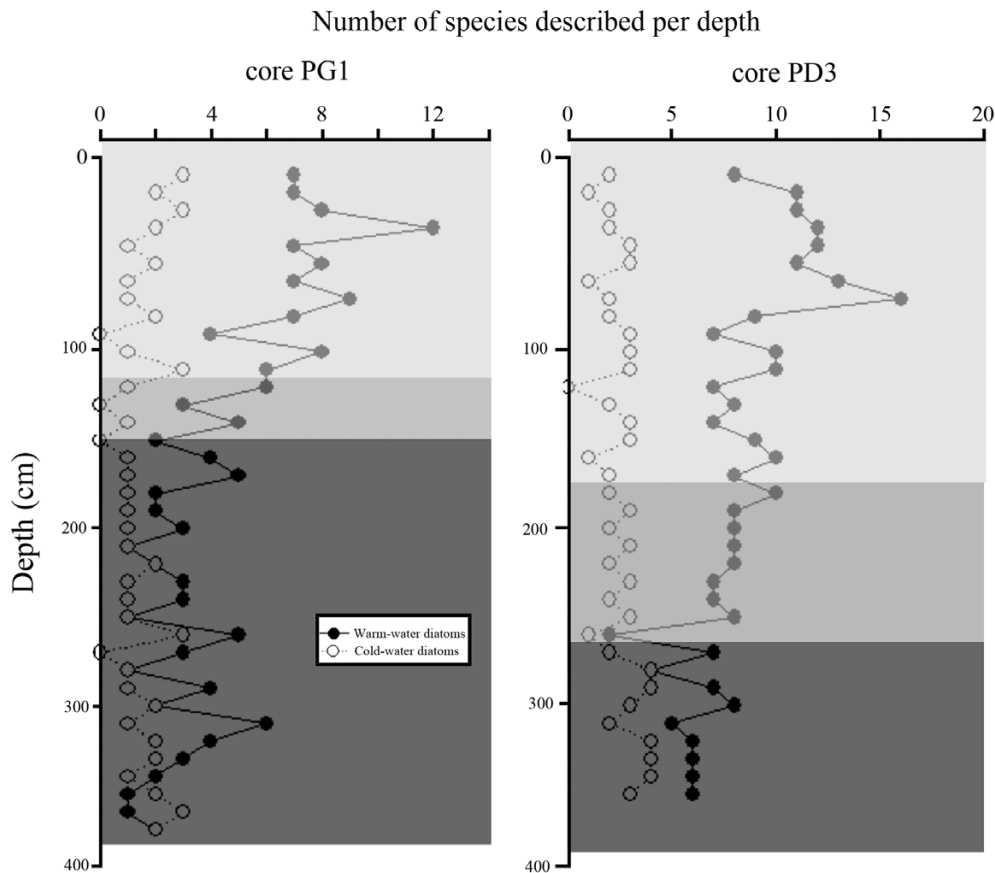 Number of species described per depth
core PG1
core PD3
0 4 8 12
0 5 10 15 20
0
100
200
300
400
0
100
200
300
400
Depth (cm)
Warm-water diatoms
Cold-water diatoms